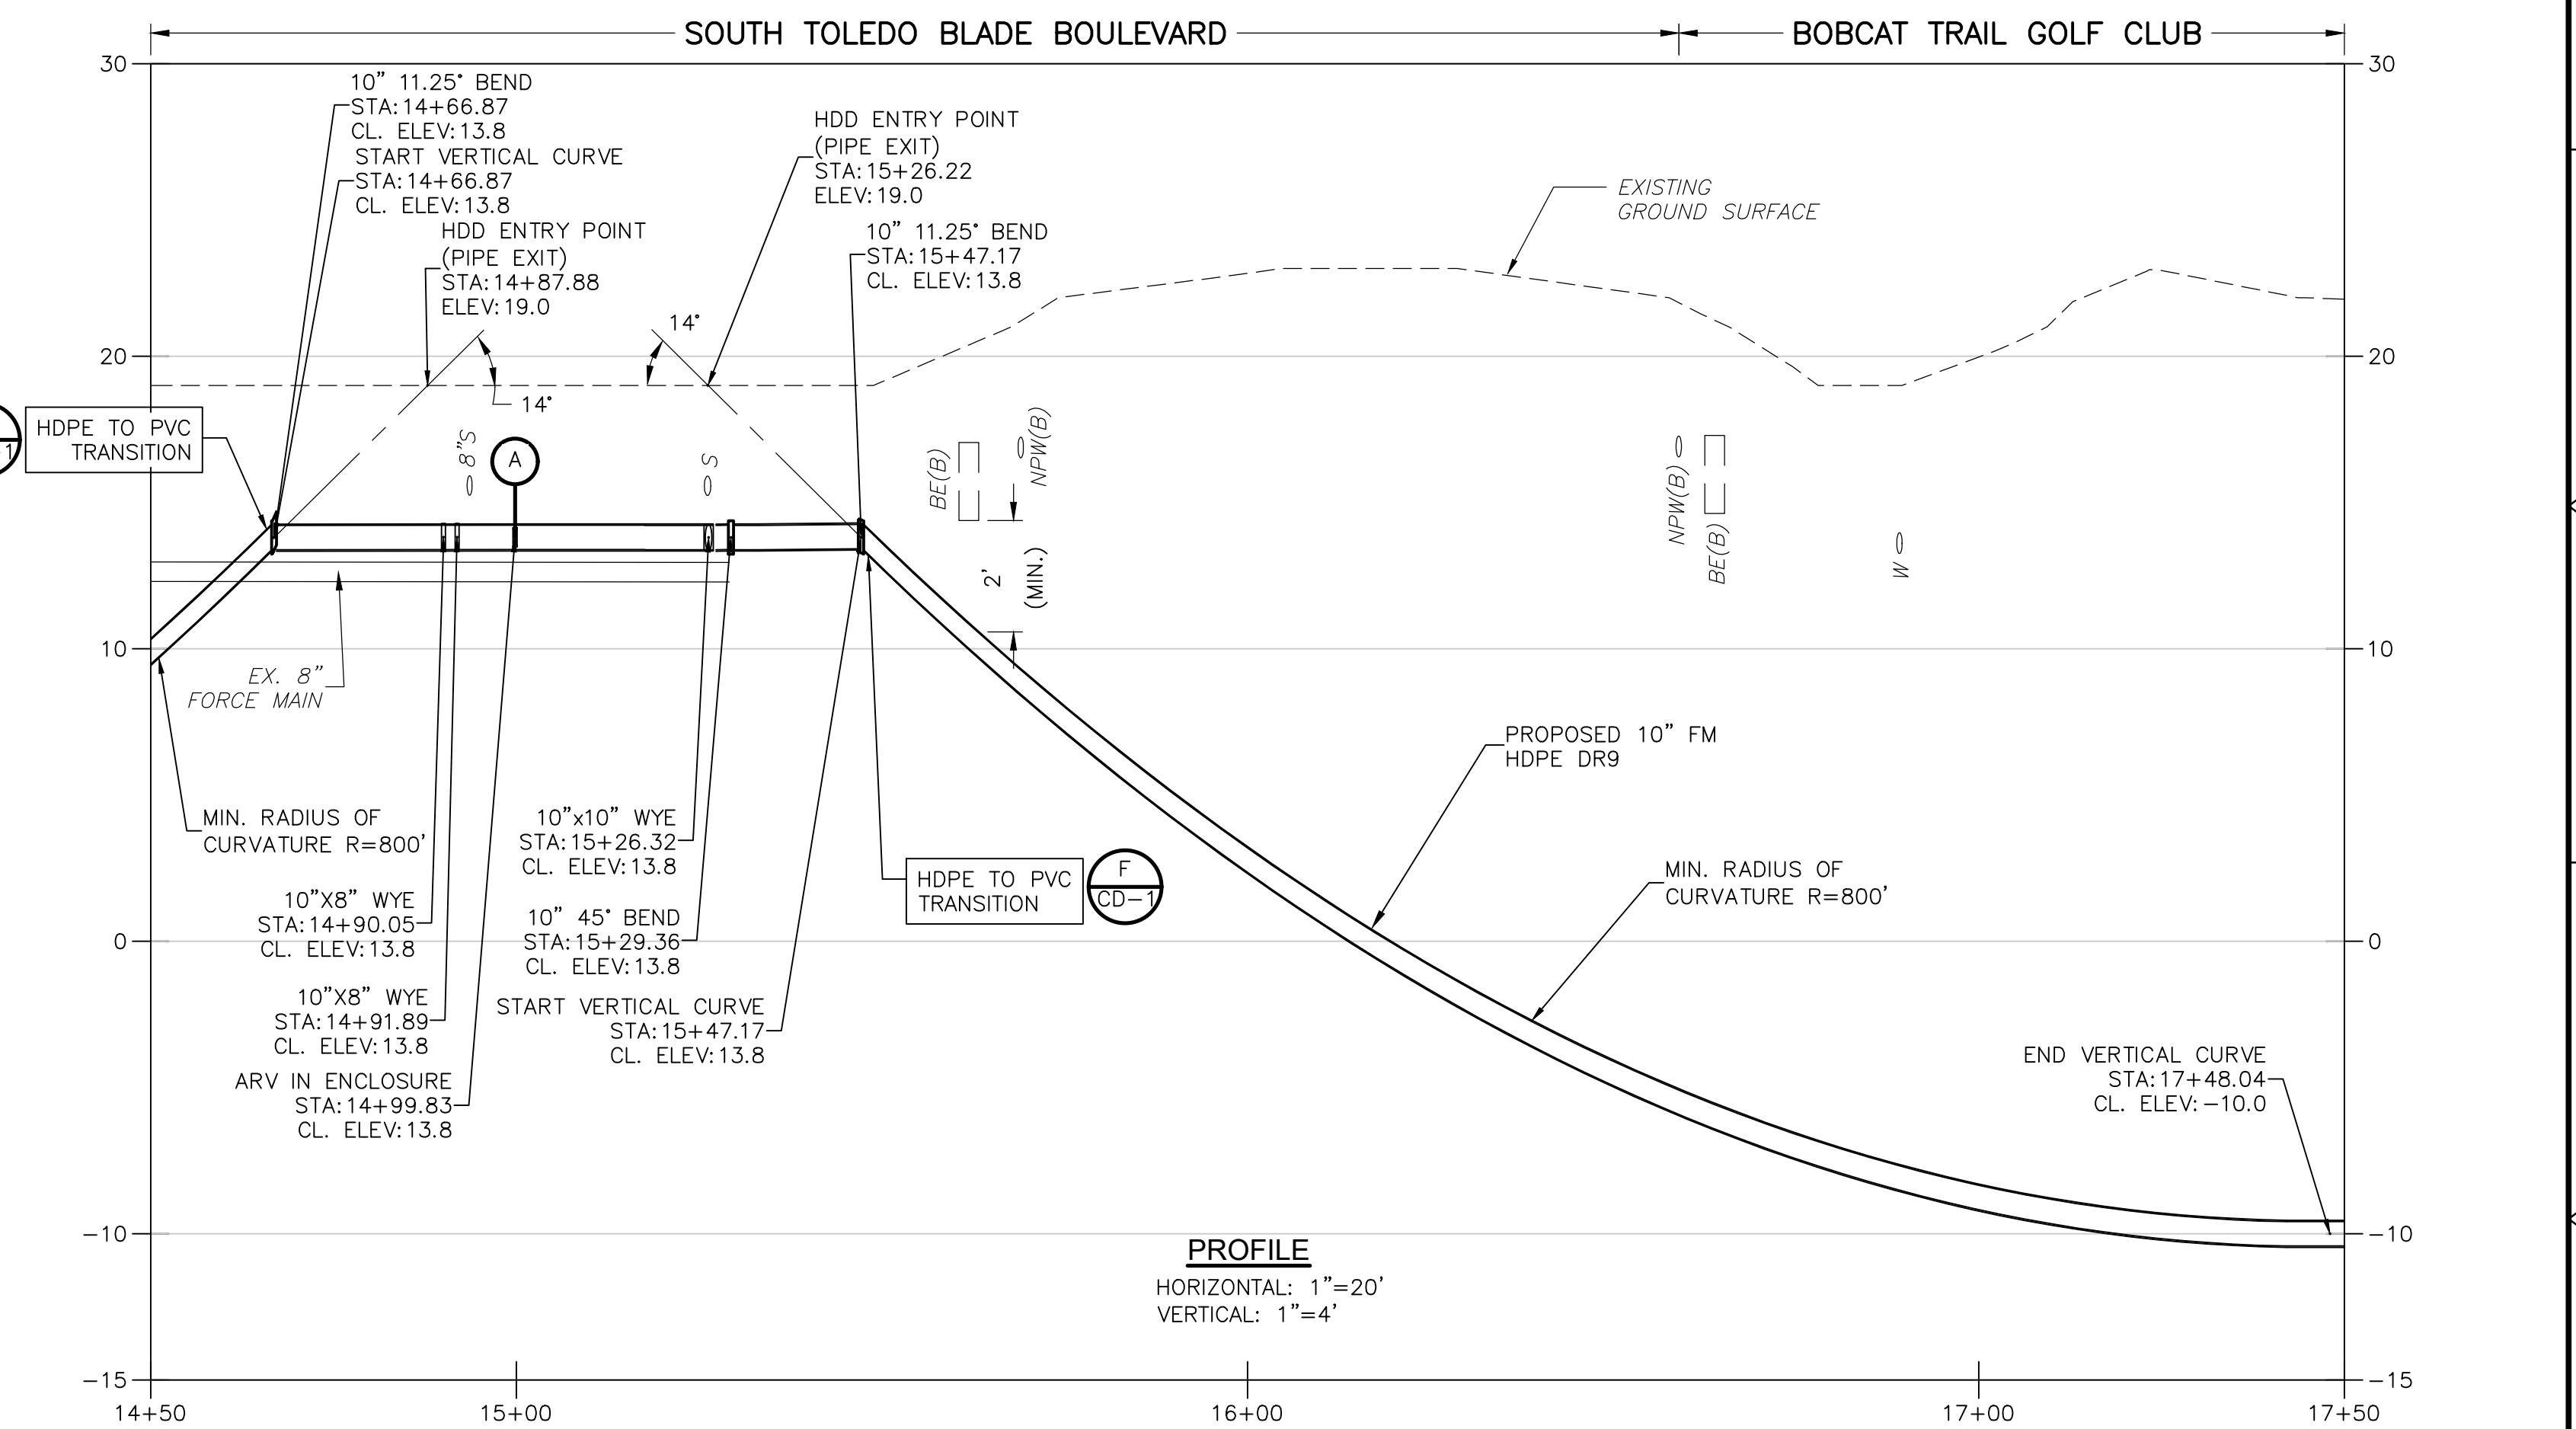 SOUTH TOLEDO BLADE BOULEVARD
BOBCAT TRAIL GOLF CLUB
30
30
10” 11.25° BEND
STA:14+66.87
CL. ELEV:13.8
START VERTICAL CURVE
STA:14+66.87
CL. ELEV:13.8
HDD ENTRY POINT
(PIPE EXIT)
STA:14+87.88
ELEV:19.0
HDD ENTRY POINT
(PIPE EXIT)
STA:15+26.22
ELEV:19.0
10” 11.25° BEND
STA:15+47.17
CL. ELEV:13.8
EXISTING
GROUND SURFACE
14°
14°
20
20
1
HDPE TO PVC
TRANSITION
8”S
A
S
BE(B)
NPW(B)
2’
(MIN.)
NPW(B)
BE(B)
W
10
10
EX. 8”
FORCE MAIN
PROPOSED 10” FM
HDPE DR9
MIN. RADIUS OF
CURVATURE R=800’
10”x10” WYE
STA:15+26.32
CL. ELEV:13.8
HDPE TO PVC
TRANSITION
F
CD-1
MIN. RADIUS OF
CURVATURE R=800’
10”X8” WYE
STA:14+90.05
CL. ELEV:13.8
10” 45° BEND
STA:15+29.36
CL. ELEV:13.8
0
0
10”X8” WYE
STA:14+91.89
CL. ELEV:13.8
START VERTICAL CURVE
STA:15+47.17
CL. ELEV:13.8
ARV IN ENCLOSURE
STA:14+99.83
CL. ELEV:13.8
END VERTICAL CURVE
STA:17+48.04
CL. ELEV:-10.0
-10
-10
PROFILE
HORIZONTAL: 1”=20’
VERTICAL: 1”=4’
-15
-15
14+50
15+00
16+00
17+00
17+50